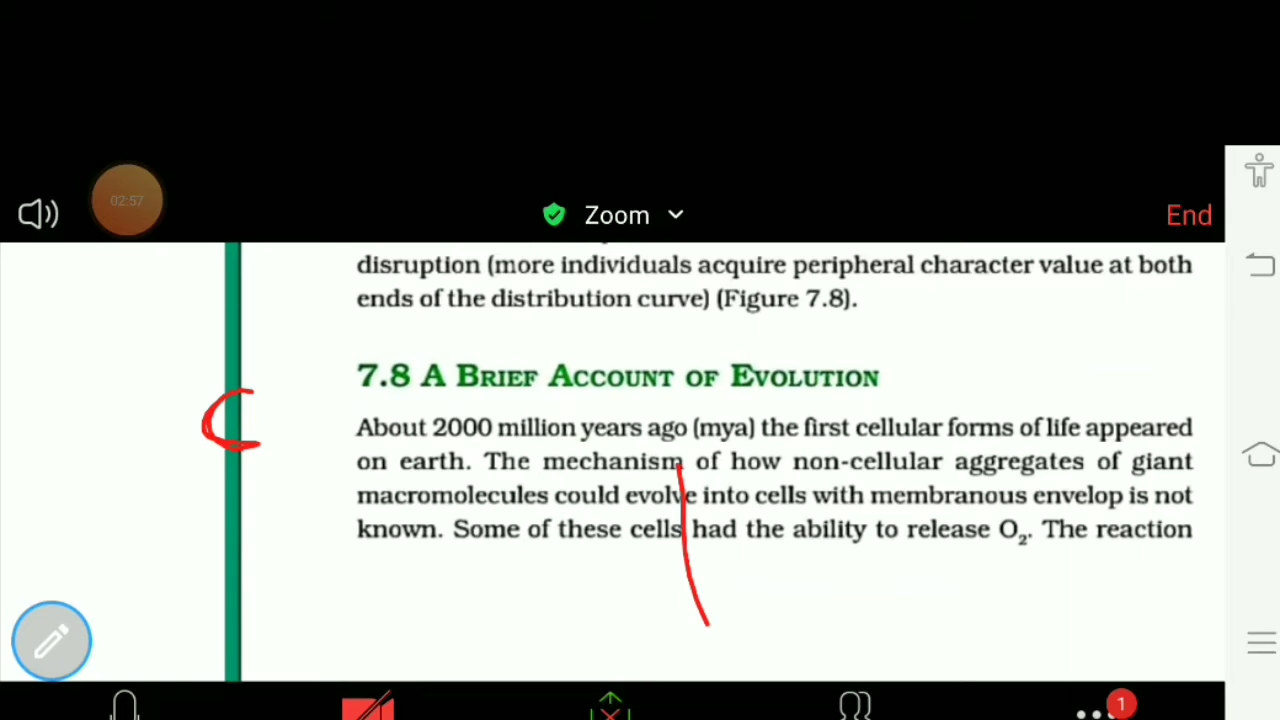 02:57
Zoom
End
disruption (more individuals acquire peripheral character value at both
ends of the distribution curve) (Figure 7.8).
7.8 A BRIEF ACCOUNT OF EVOLUTION
About 2000 million years ago (mya) the first cellular forms of life appeared
on earth. The mechanism of how non-cellular aggregates of giant
macromolecules could evolve into cells with membranous envelop is not
known. Some of these cells had the ability to release O₂. The reaction
1